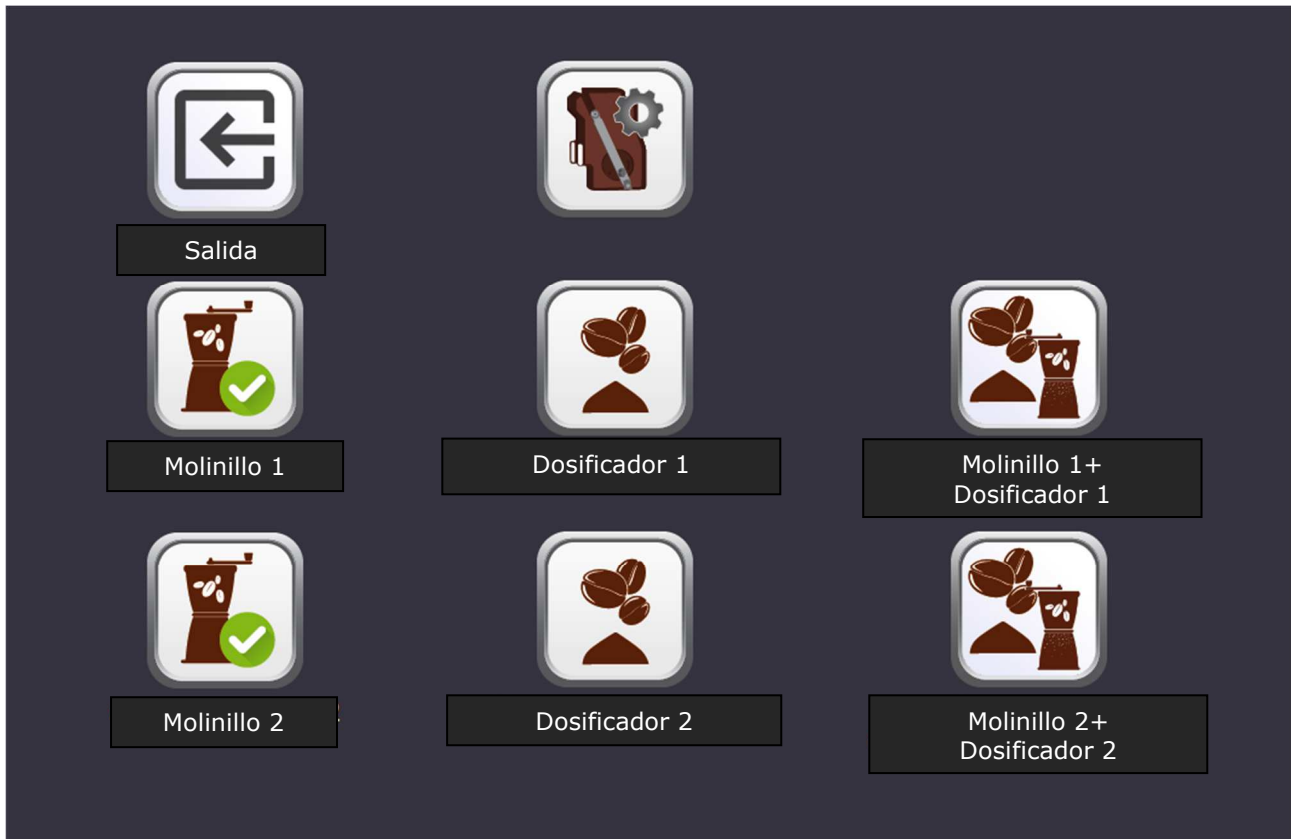 Salida
Molinillo 1
Dosificador 1
Molinillo 1+
Dosificador 1
Molinillo 2
Dosificador 2
Molinillo 2+
Dosificador 2